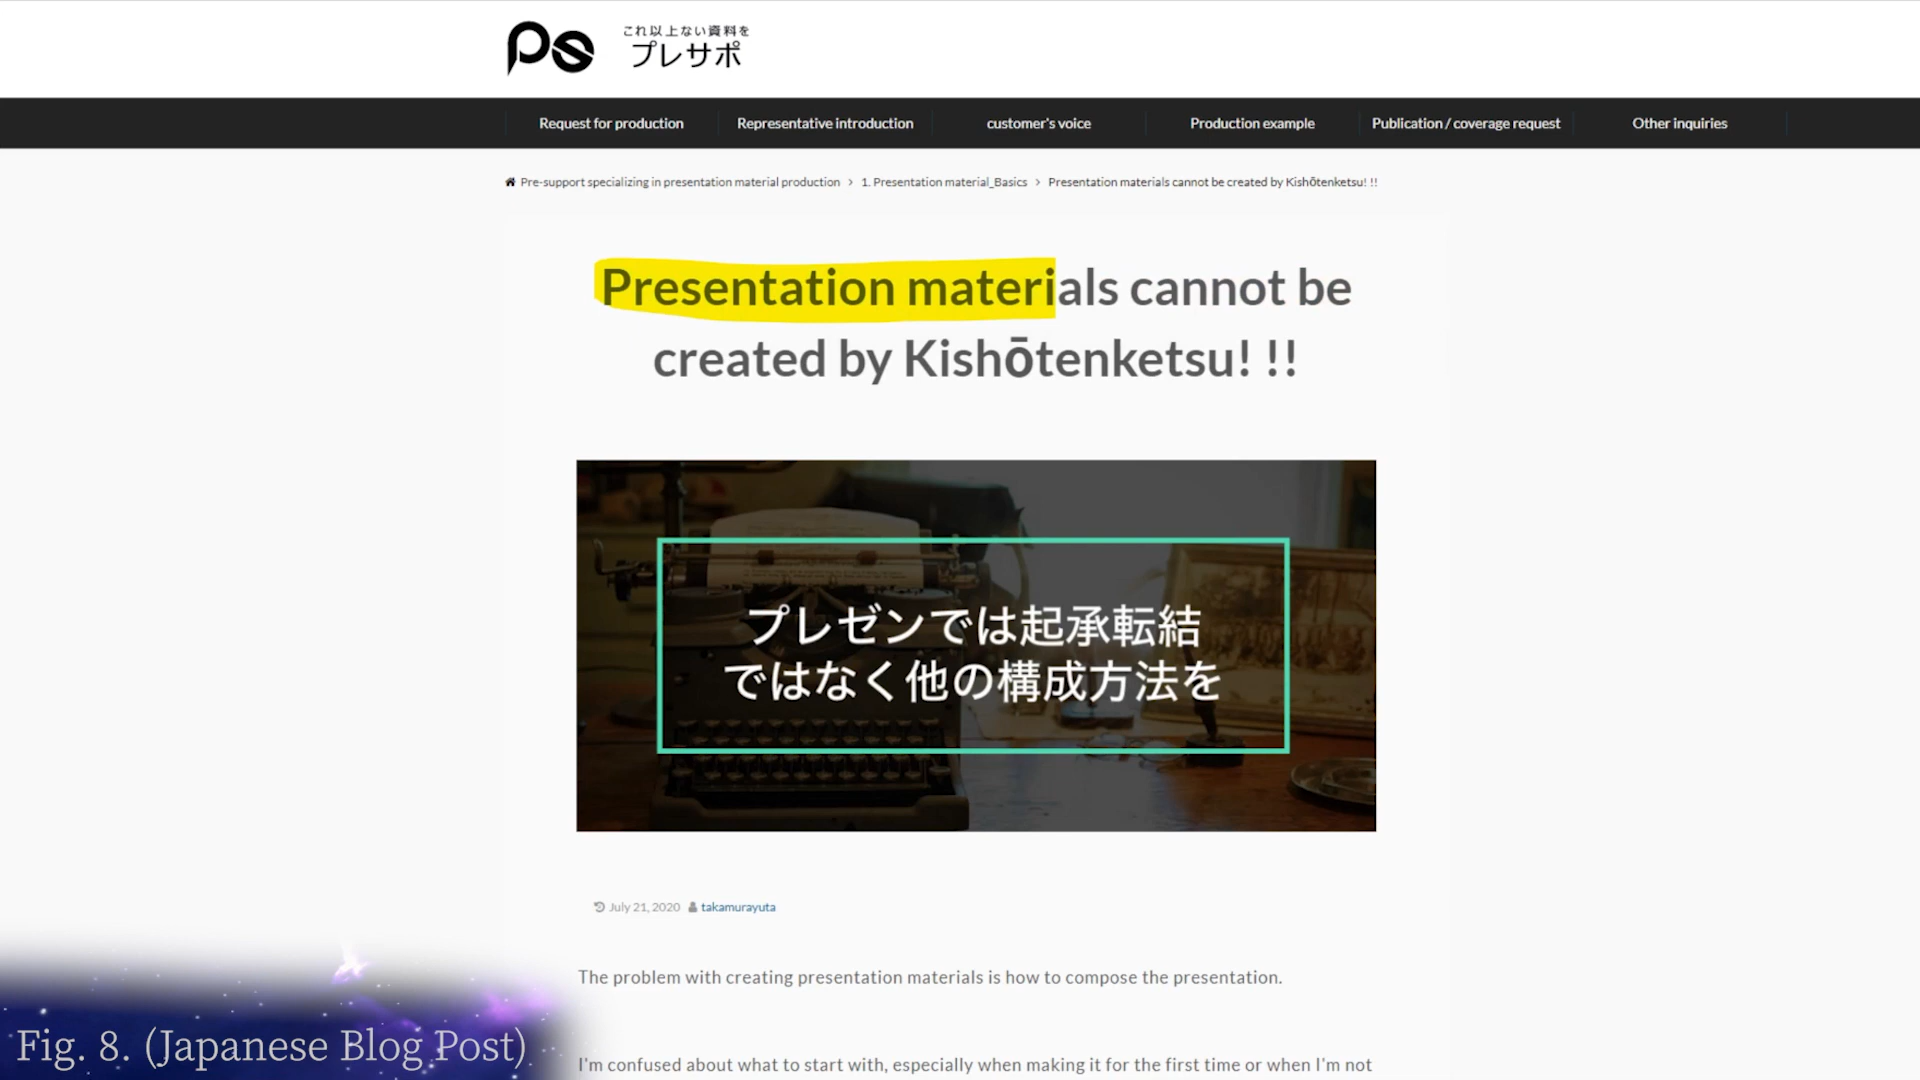 これ以上ない資料を
プレサポ
Request for production
Representative introduction
customer's voice
Production example
Publication / coverage request
Other inquiries
Pre-support specializing in presentation material production > 1. Presentation material_Basics > Presentation materials cannot be created by Kishōtenketsu! !!
Presentation materials cannot be
created by Kishōtenketsu! !!
プレゼンでは起承転結
ではなく他の構成方法を
July 21, 2020 takamurayuta
The problem with creating presentation materials is how to compose the presentation.
I'm confused about what to start with, especially when making it for the first time or when I'm not
Fig. 8. (Japanese Blog Post)